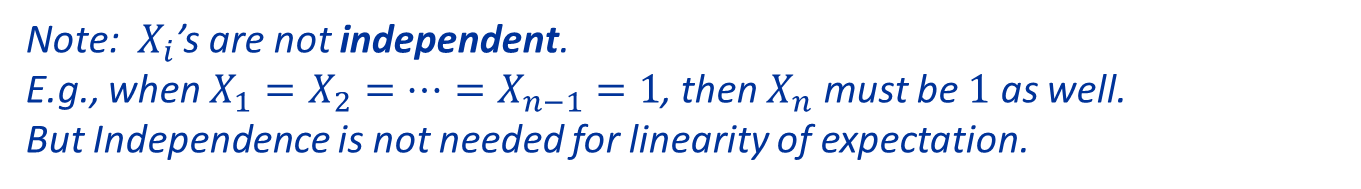 Note: Xᵢ's are not independent.
E.g., when X₁ = X₂ = ⋯ = Xₙ₋₁ = 1, then Xₙ must be 1 as well.
But Independence is not needed for linearity of expectation.